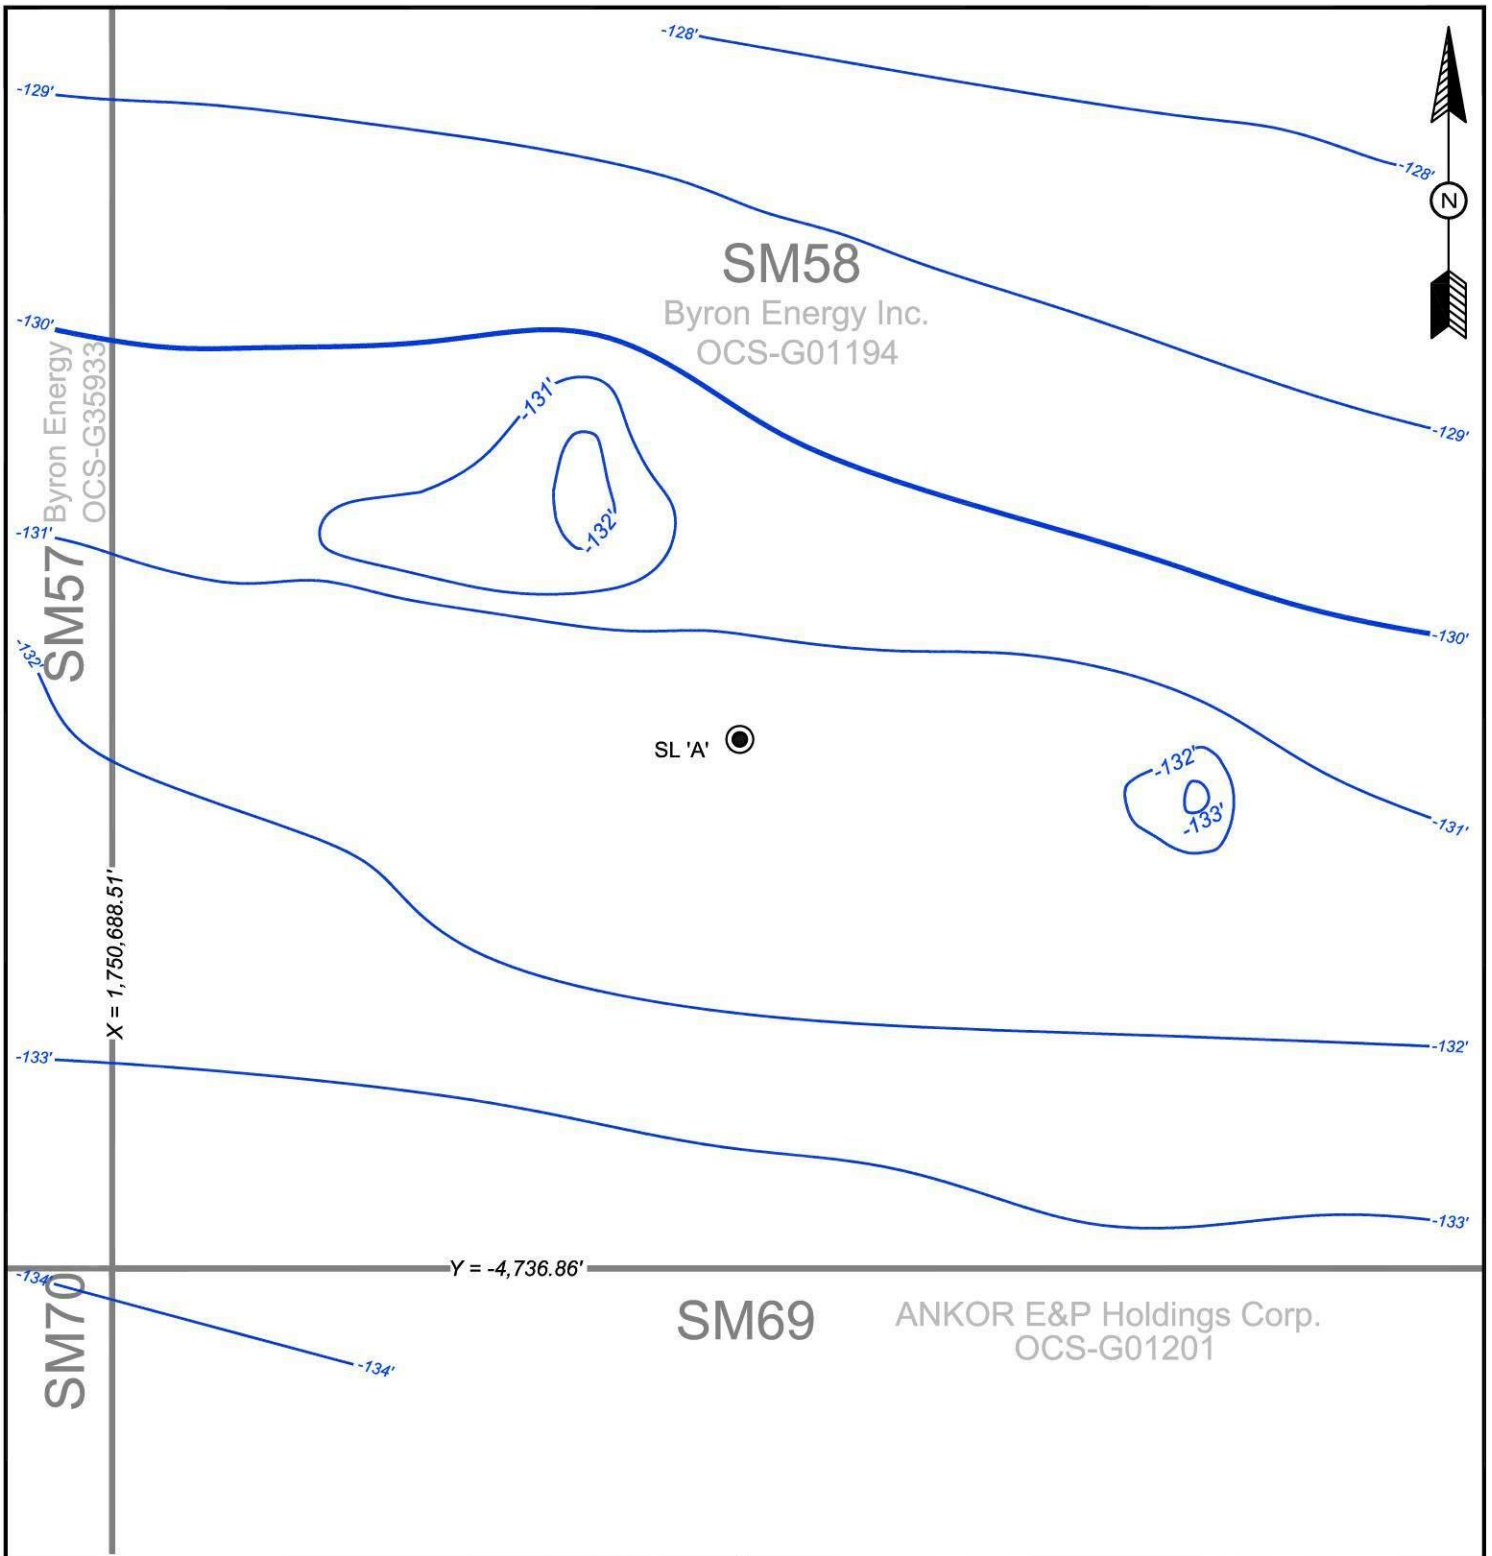 -128'
-129'
-128'
N
SM58
Byron Energy Inc.
OCS-G01194
-130'
-129'
SM57
Byron Energy
OCS-G35933
-131'
-132'
-131'
-130'
-132'
SL 'A'
-132'
-133'
-131'
X = 1,750,688.51'
-132'
-133'
-133'
Y = -4,736.86'
-134'
SM70
SM69
ANKOR E&P Holdings Corp.
OCS-G01201
-134'